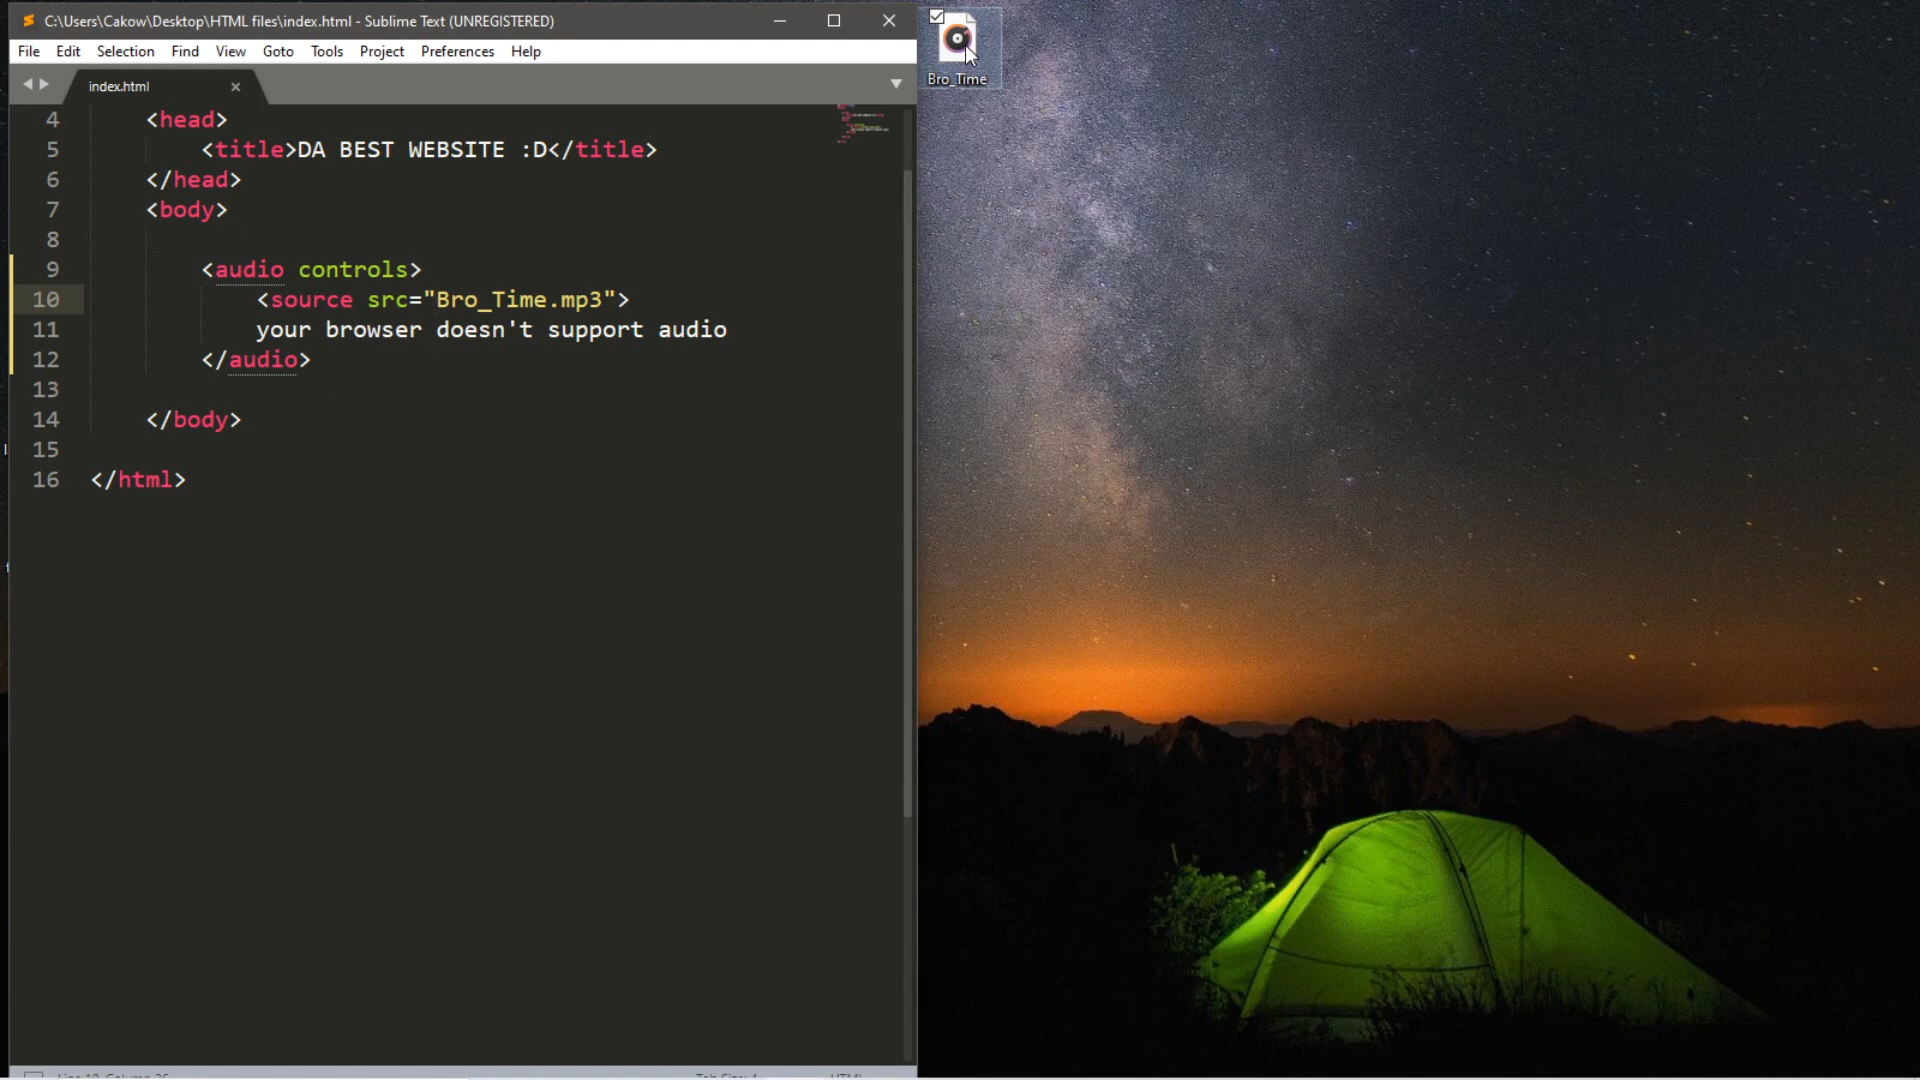 C:\Users\Cakow\Desktop\HTML files\index.html - Sublime Text (UNREGISTERED)
File Edit Selection Find View Goto Tools Project Preferences Help
index.html
Bro_Time
4 <head>
5 <title>DA BEST WEBSITE :D</title>
6 </head>
7 <body>
8
9 <audio controls>
10 <source src="Bro_Time.mp3">
11 your browser doesn't support audio
12 </audio>
13
14 </body>
15
16 </html>